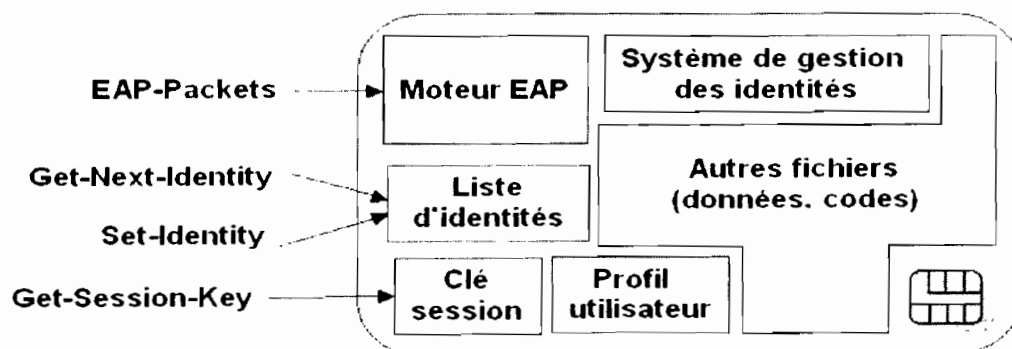 EAP-Packets
Moteur EAP
Système de gestion
des identités
Get-Next-Identity
Set-Identity
Liste
d'identités
Autres fichiers
(données. codes)
Get-Session-Key
Clé
session
Profil
utilisateur